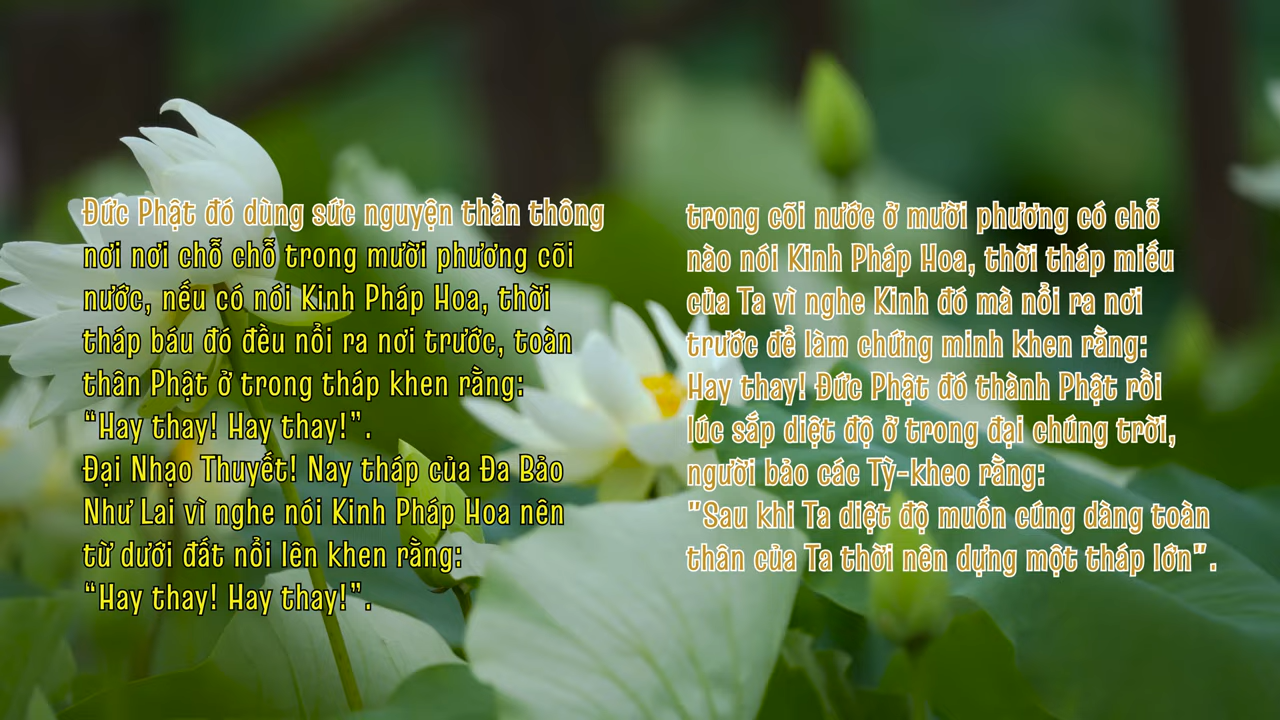 Đức Phật đó dùng sức nguyện thần thông
nơi nơi chỗ chỗ trong mười phương cõi
nước, nếu có nói Kinh Pháp Hoa, thời
tháp báu đó đều nổi ra nơi trước, toàn
thân Phật ở trong tháp khen rằng:
“Hay thay! Hay thay!”.
Đại Nhạo Thuyết! Nay tháp của Đa Bảo
Như Lai vì nghe nói Kinh Pháp Hoa nên
từ dưới đất nổi lên khen rằng:
“Hay thay! Hay thay!”.
trong cõi nước ở mười phương có chỗ
nào nói Kinh Pháp Hoa, thời tháp miếu
của Ta vì nghe Kinh đó mà nổi ra nơi
trước để làm chứng minh khen rằng:
Hay thay! Đức Phật đó thành Phật rồi
lúc sắp diệt độ ở trong đại chúng trời,
người bảo các Tỳ-kheo rằng:
"Sau khi Ta diệt độ muốn cúng dàng toàn
thân của Ta thời nên dựng một tháp lớn".